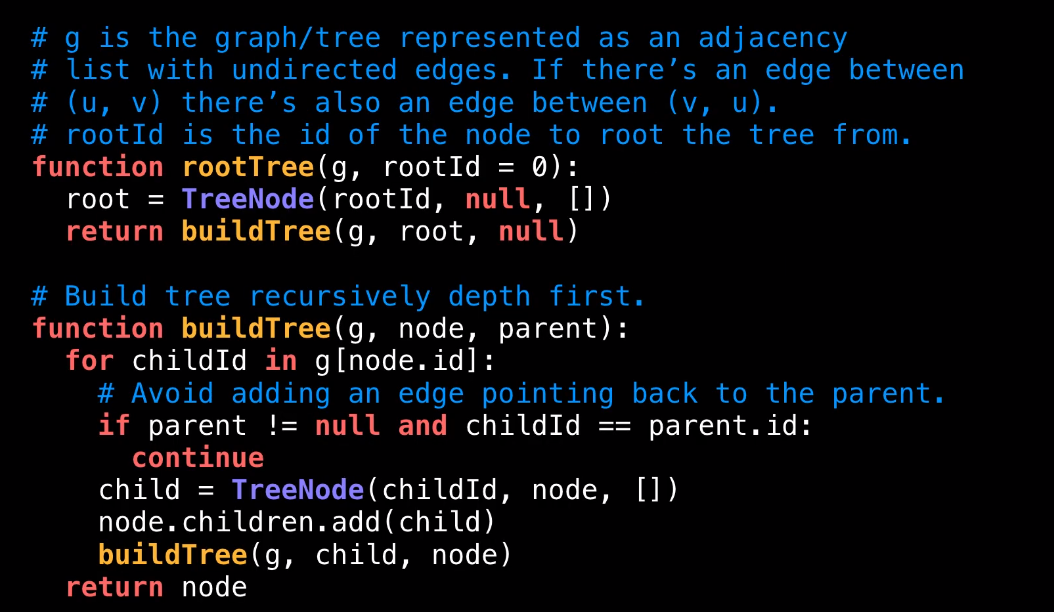 # g is the graph/tree represented as an adjacency
# list with undirected edges. If there’s an edge between
# (u, v) there’s also an edge between (v, u).
# rootId is the id of the node to root the tree from.
function rootTree(g, rootId = 0):
  root = TreeNode(rootId, null, [])
  return buildTree(g, root, null)

# Build tree recursively depth first.
function buildTree(g, node, parent):
  for childId in g[node.id]:
    # Avoid adding an edge pointing back to the parent.
    if parent != null and childId == parent.id:
      continue
    child = TreeNode(childId, node, [])
    node.children.add(child)
    buildTree(g, child, node)
  return node